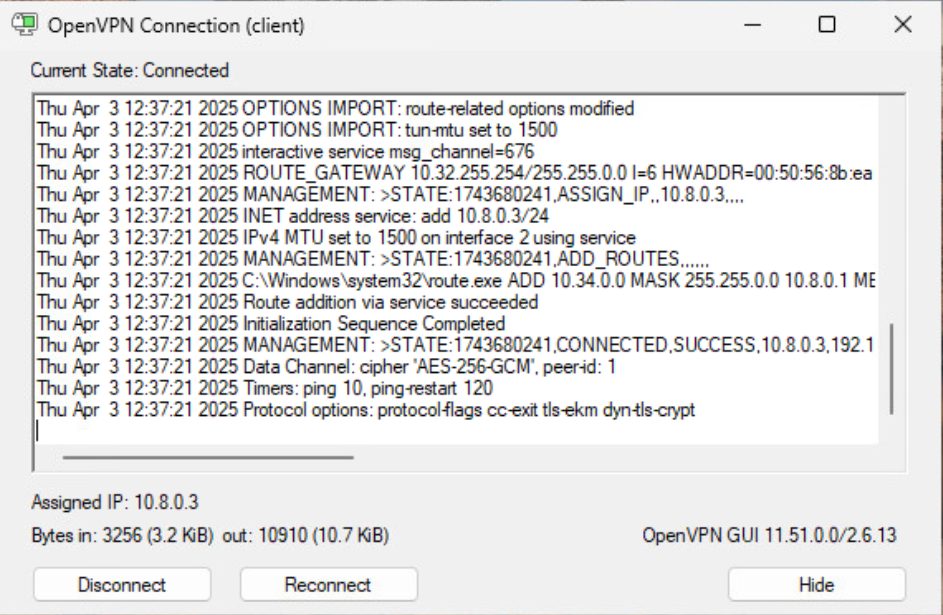 OpenVPN Connection (client)
Current State: Connected
Thu Apr  3 12:37:21 2025 OPTIONS IMPORT: route-related options modified
Thu Apr  3 12:37:21 2025 OPTIONS IMPORT: tun-mtu set to 1500
Thu Apr  3 12:37:21 2025 interactive service msg_channel=676
Thu Apr  3 12:37:21 2025 ROUTE_GATEWAY 10.32.255.254/255.255.0.0 I=6 HWADDR=00:50:56:8b:ea
Thu Apr  3 12:37:21 2025 MANAGEMENT: >STATE:1743680241,ASSIGN_IP,,10.8.0.3,,,,
Thu Apr  3 12:37:21 2025 INET address service: add 10.8.0.3/24
Thu Apr  3 12:37:21 2025 IPv4 MTU set to 1500 on interface 2 using service
Thu Apr  3 12:37:21 2025 MANAGEMENT: >STATE:1743680241,ADD_ROUTES,,,,,,
Thu Apr  3 12:37:21 2025 C:\Windows\system32\route.exe ADD 10.34.0.0 MASK 255.255.0.0 10.8.0.1 ME
Thu Apr  3 12:37:21 2025 Route addition via service succeeded
Thu Apr  3 12:37:21 2025 Initialization Sequence Completed
Thu Apr  3 12:37:21 2025 MANAGEMENT: >STATE:1743680241,CONNECTED,SUCCESS,10.8.0.3,192.1
Thu Apr  3 12:37:21 2025 Data Channel: cipher 'AES-256-GCM', peer-id: 1
Thu Apr  3 12:37:21 2025 Timers: ping 10, ping-restart 120
Thu Apr  3 12:37:21 2025 Protocol options: protocol-flags cc-exit tls-ekm dyn-tls-crypt
Assigned IP: 10.8.0.3
Bytes in: 3256 (3.2 KiB)  out: 10910 (10.7 KiB) OpenVPN GUI 11.51.0.0/2.6.13
Disconnect Reconnect Hide